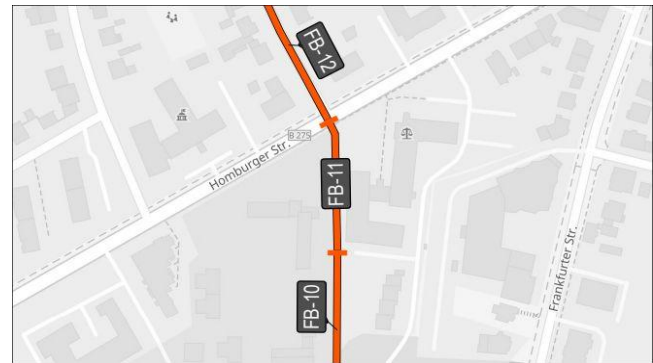 FB-12
B 275
Homburger Str.
FB-11
Frankfurter Str.
FB-10